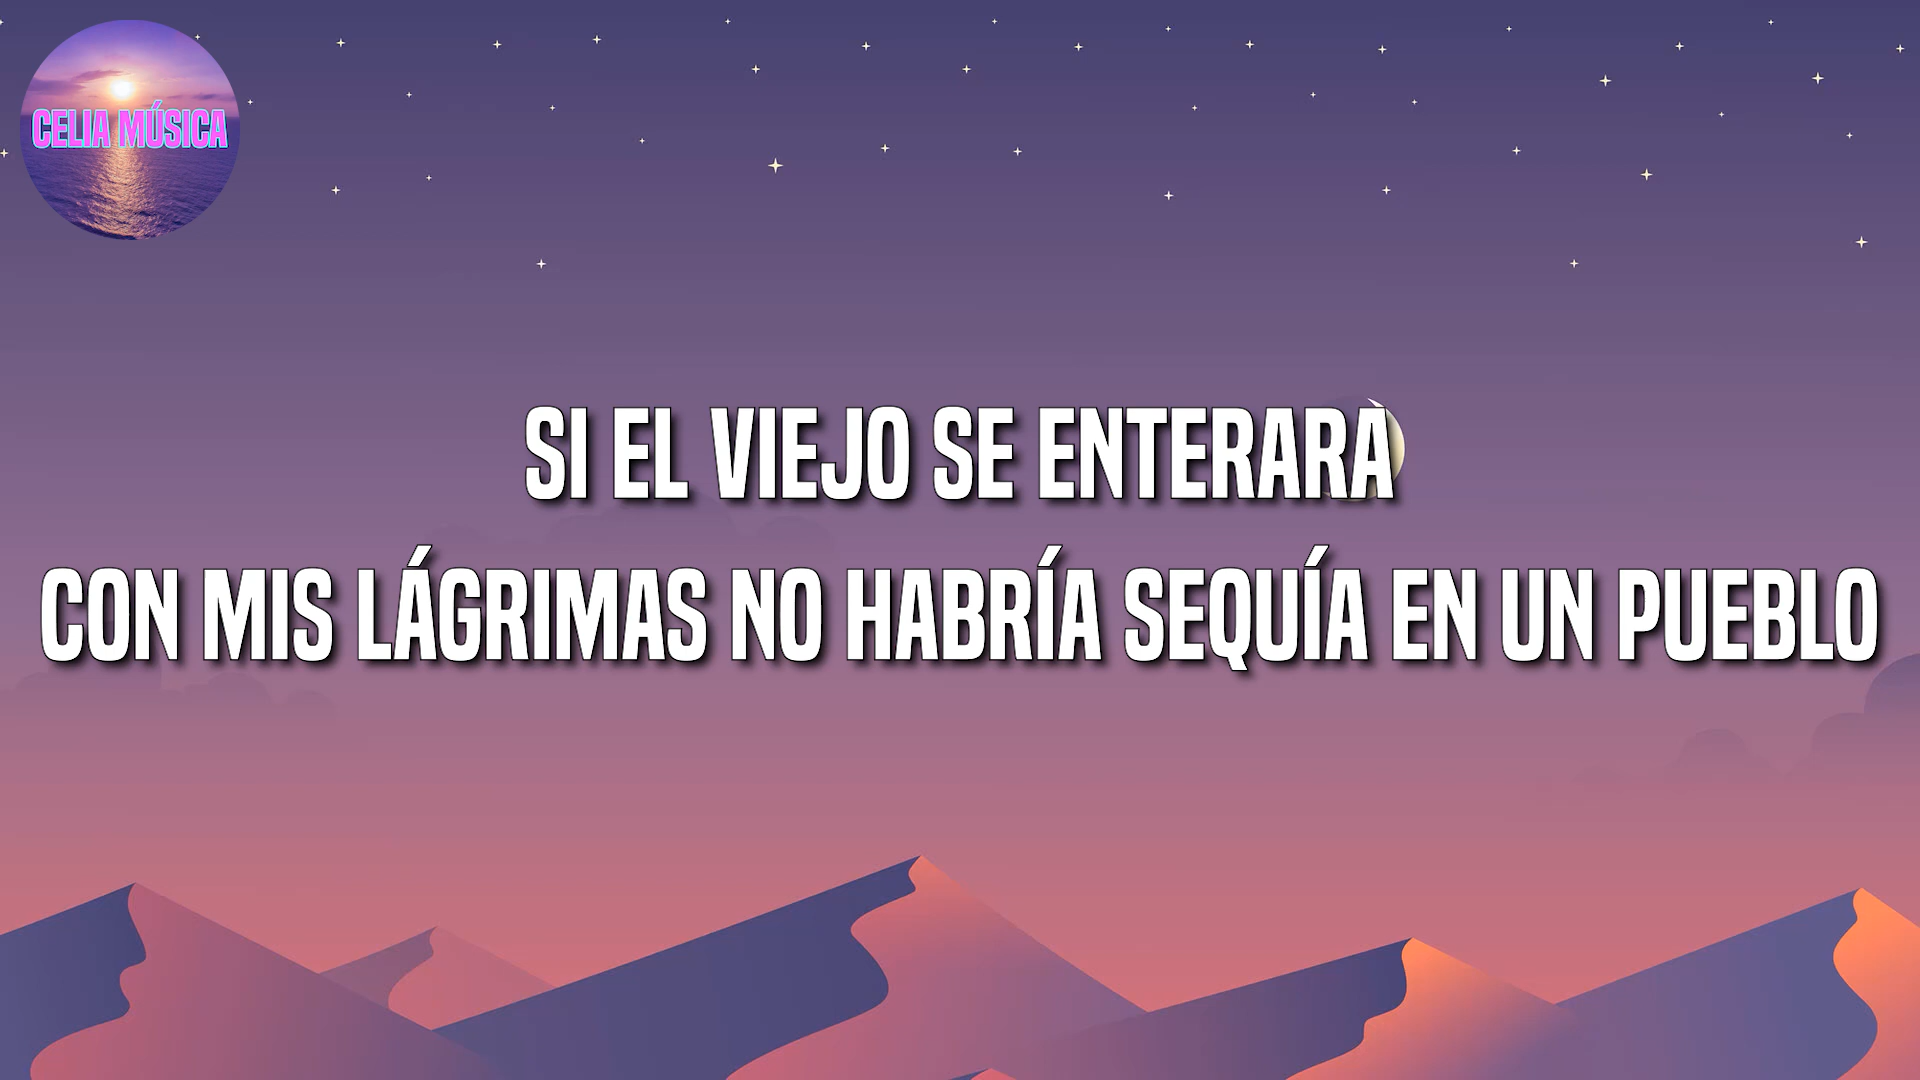 CELIA MÚSICA
SI EL VIEJO SE ENTERARA
CON MIS LÁGRIMAS NO HABRÍA SEQUÍA EN UN PUEBLO